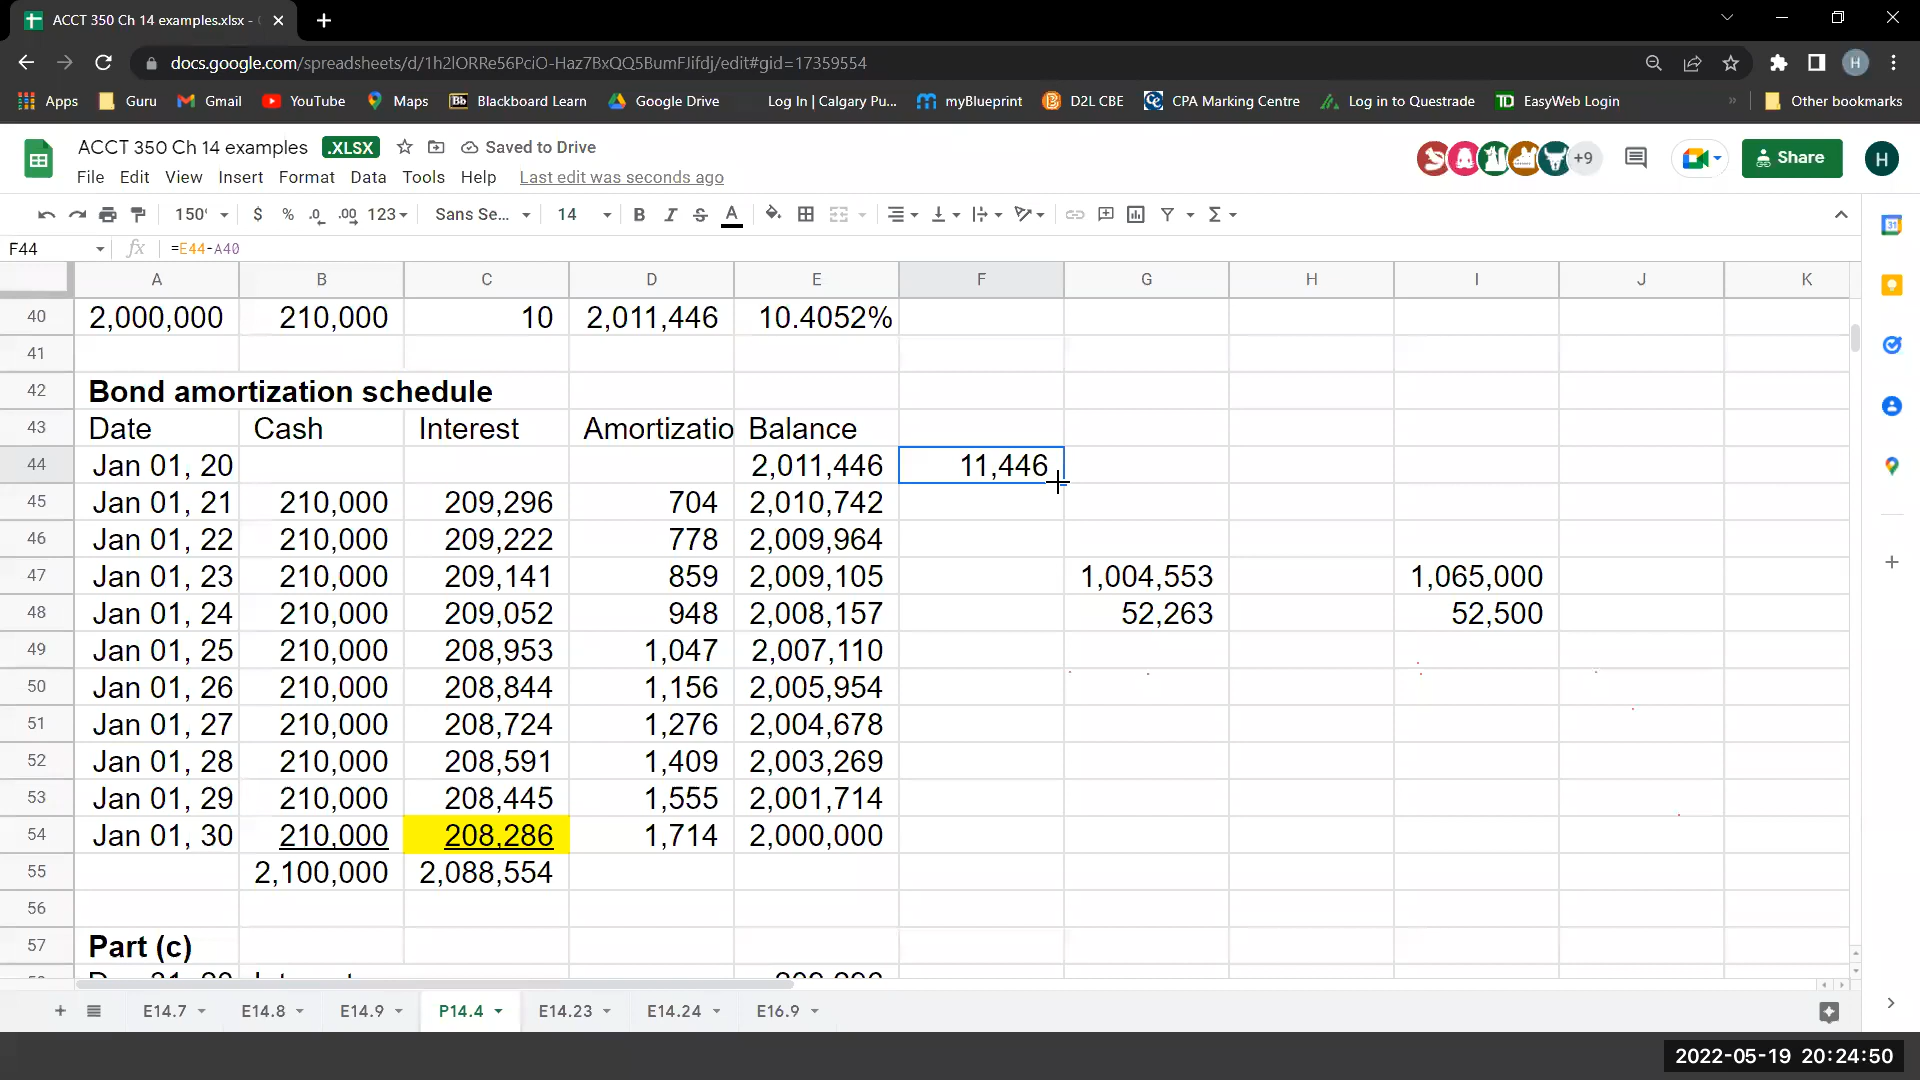 ACCT 350 Ch 14 examples.xlsx -
docs.google.com/spreadsheets/d/1h2lORRe56PciO-Haz7BxQQ5BumFJifdj/edit#gid=17359554
H
Apps Guru Gmail YouTube Maps Bb Blackboard Learn Google Drive Log In | Calgary Pu... myBlueprint D2L CBE CPA Marking Centre Log in to Questrade TD EasyWeb Login » Other bookmarks
ACCT 350 Ch 14 examples .XLSX Saved to Drive
+9 Share H
File Edit View Insert Format Data Tools Help Last edit was seconds ago
150% $ % .0 .00 123 Sans Se... 14 B I S A Σ
31
F44 fx =E44-A40
A B C D E F G H I J K
40 2,000,000 210,000 10 2,011,446 10.4052%
41
42 Bond amortization schedule
43 Date Cash Interest Amortizatio Balance
44 Jan 01, 20 2,011,446 11,446
45 Jan 01, 21 210,000 209,296 704 2,010,742
46 Jan 01, 22 210,000 209,222 778 2,009,964
47 Jan 01, 23 210,000 209,141 859 2,009,105 1,004,553 1,065,000
48 Jan 01, 24 210,000 209,052 948 2,008,157 52,263 52,500
49 Jan 01, 25 210,000 208,953 1,047 2,007,110
50 Jan 01, 26 210,000 208,844 1,156 2,005,954
51 Jan 01, 27 210,000 208,724 1,276 2,004,678
52 Jan 01, 28 210,000 208,591 1,409 2,003,269
53 Jan 01, 29 210,000 208,445 1,555 2,001,714
54 Jan 01, 30 210,000 208,286 1,714 2,000,000
55 2,100,000 2,088,554
56
57 Part (c)
E14.7 E14.8 E14.9 P14.4 E14.23 E14.24 E16.9
2022-05-19 20:24:50